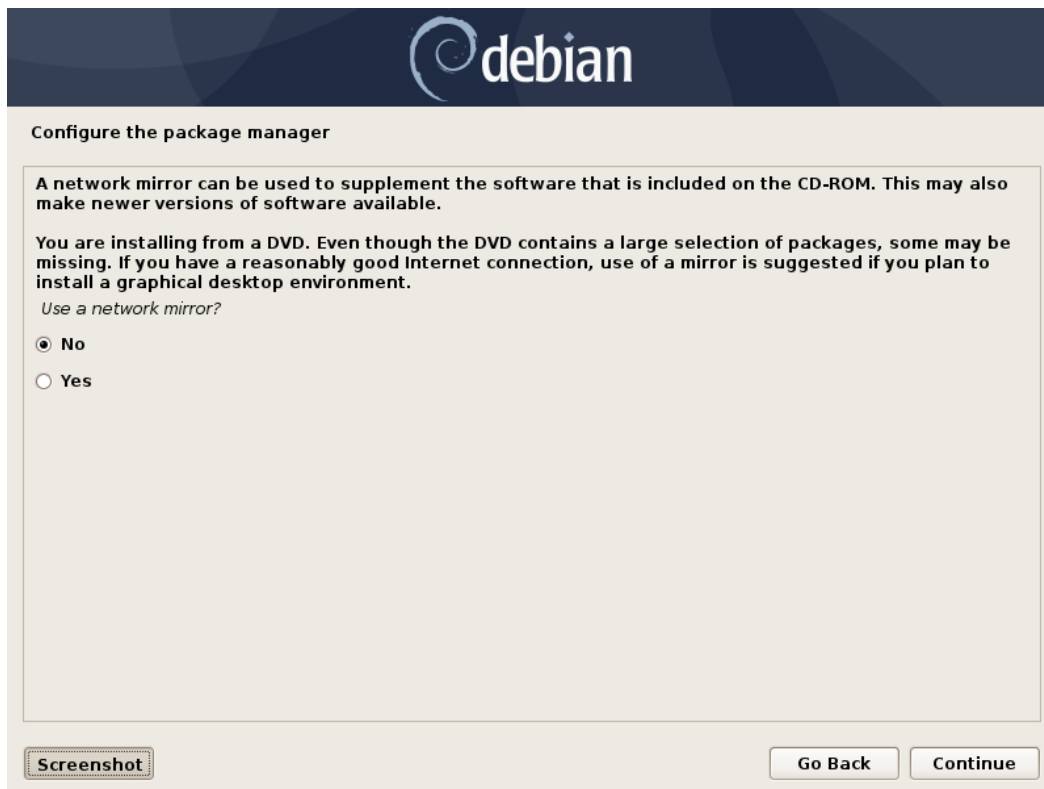 debian
Configure the package manager
A network mirror can be used to supplement the software that is included on the CD-ROM. This may also
make newer versions of software available.
You are installing from a DVD. Even though the DVD contains a large selection of packages, some may be
missing. If you have a reasonably good Internet connection, use of a mirror is suggested if you plan to
install a graphical desktop environment.
Use a network mirror?
No
Yes
Screenshot
Go Back
Continue